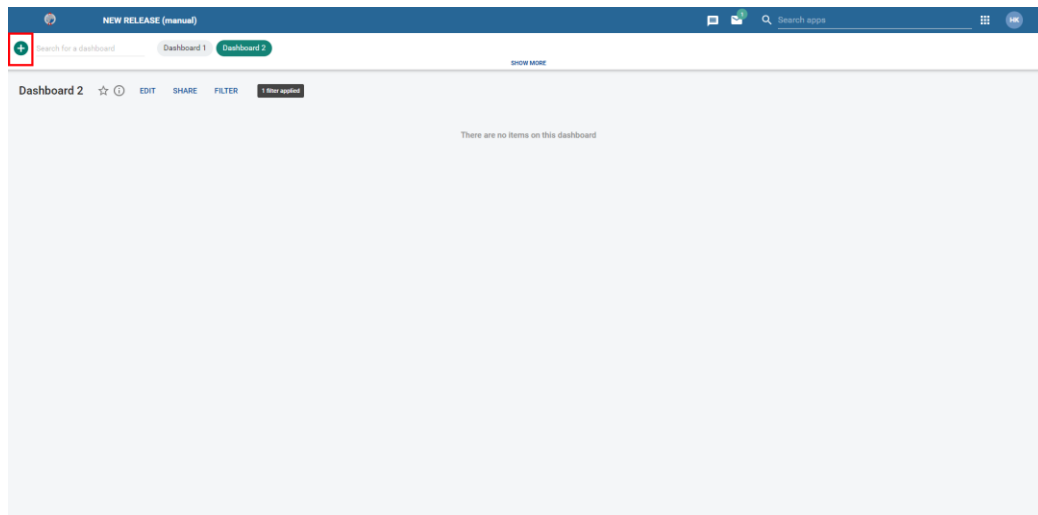 NEW RELEASE (manual)
1
Search apps
HK
Search for a dashboard
Dashboard 1
Dashboard 2
SHOW MORE
Dashboard 2
EDIT
SHARE
FILTER
1 filter applied
There are no items on this dashboard